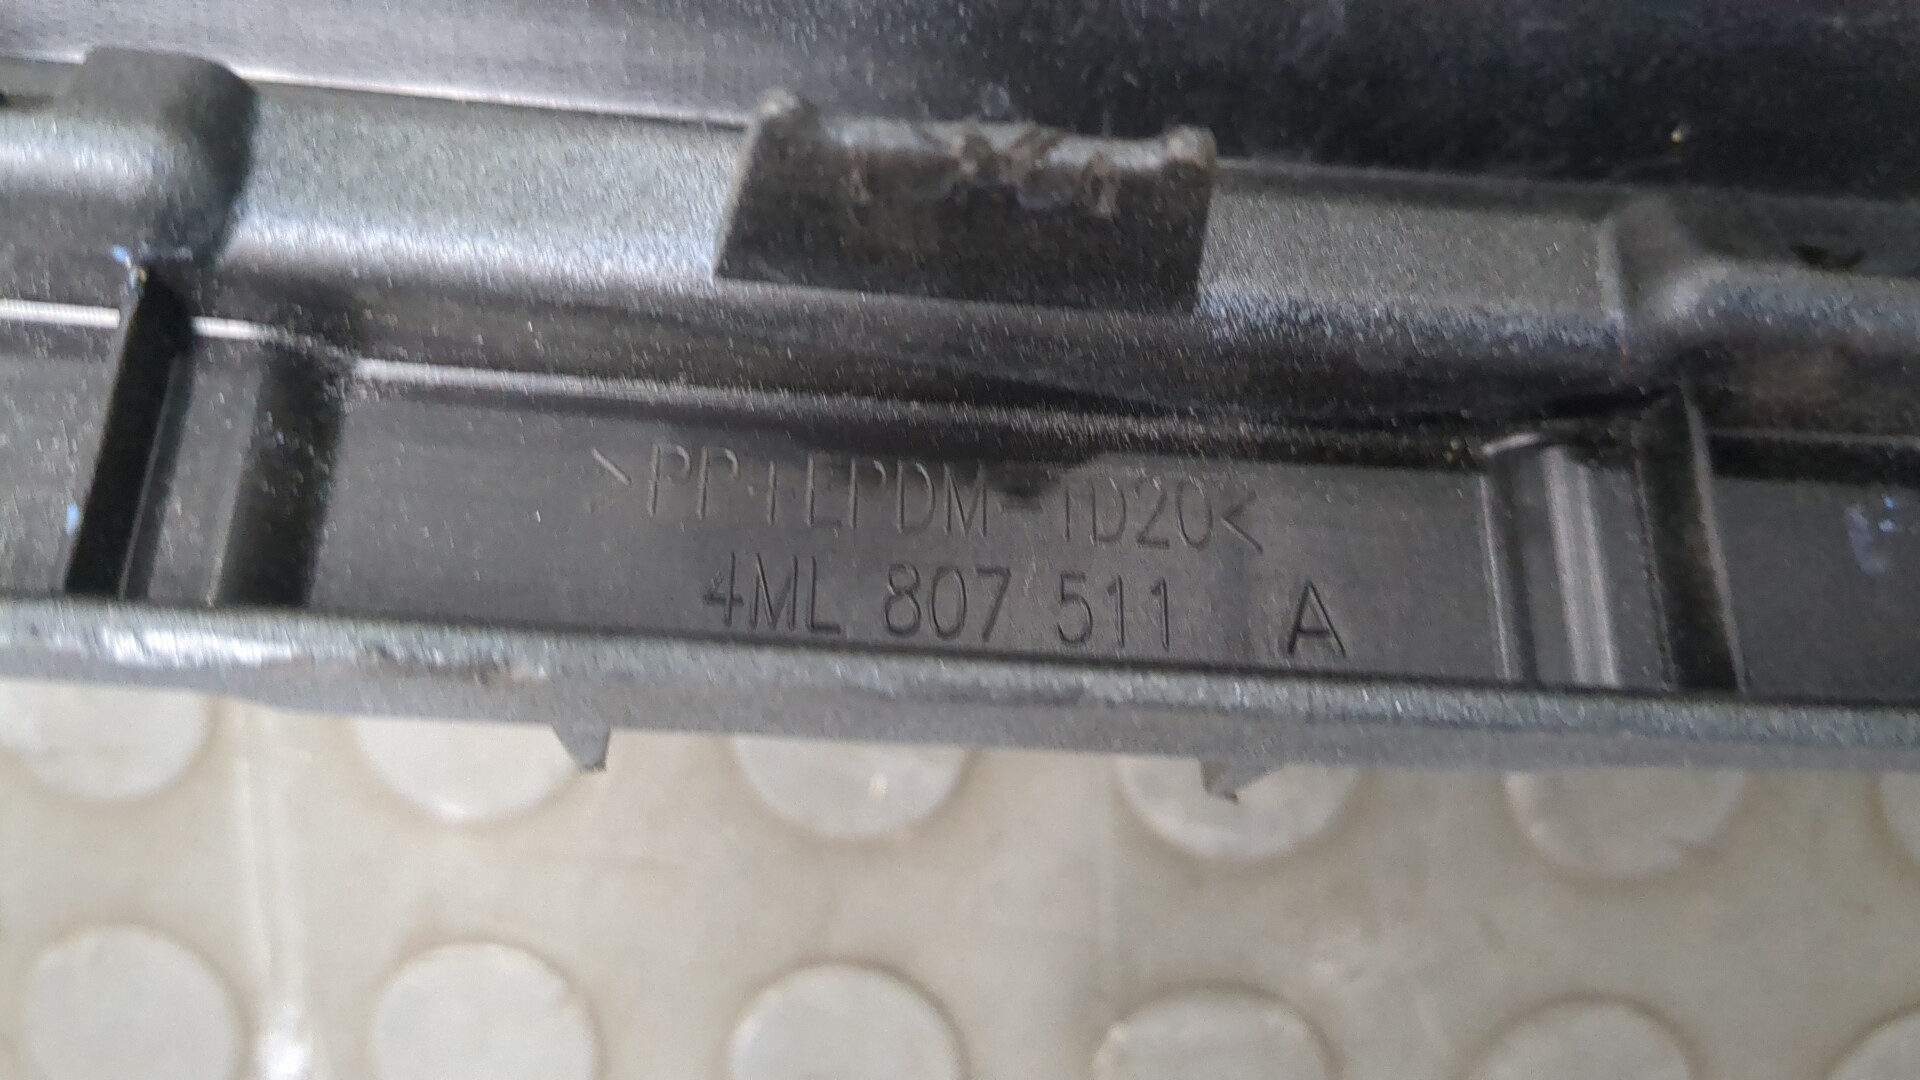 >PP+EPDM-TD20<
4ML 807 511 A